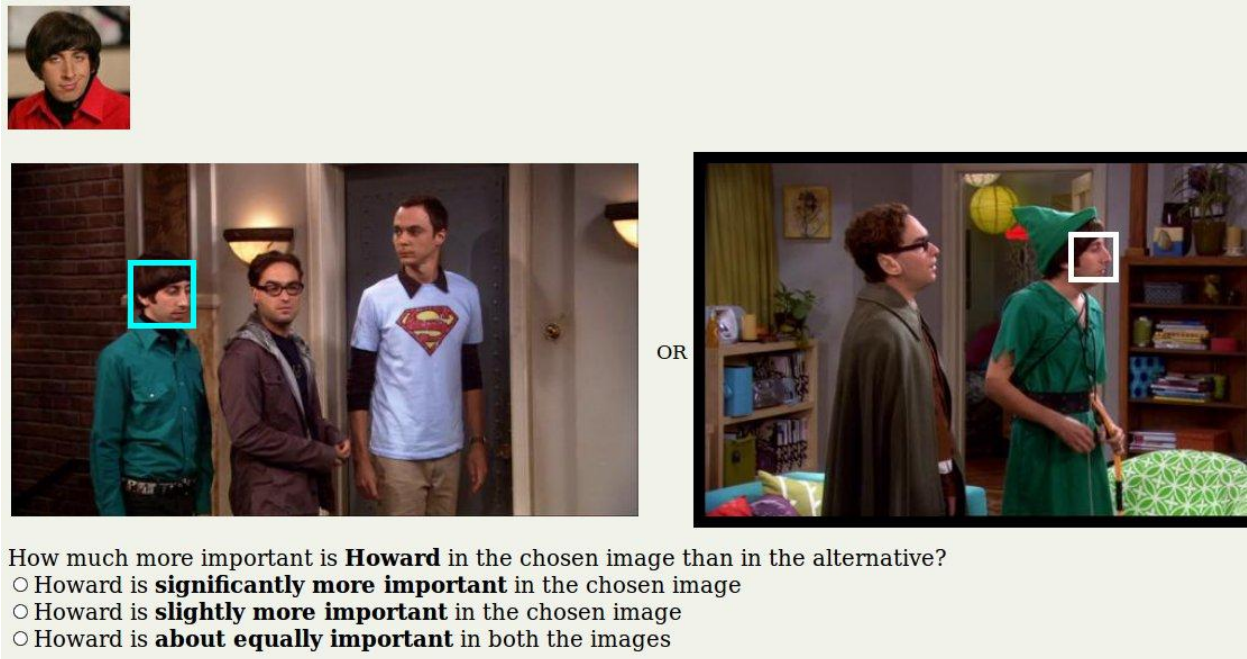 OR
How much more important is Howard in the chosen image than in the alternative?
Howard is significantly more important in the chosen image
Howard is slightly more important in the chosen image
Howard is about equally important in both the images